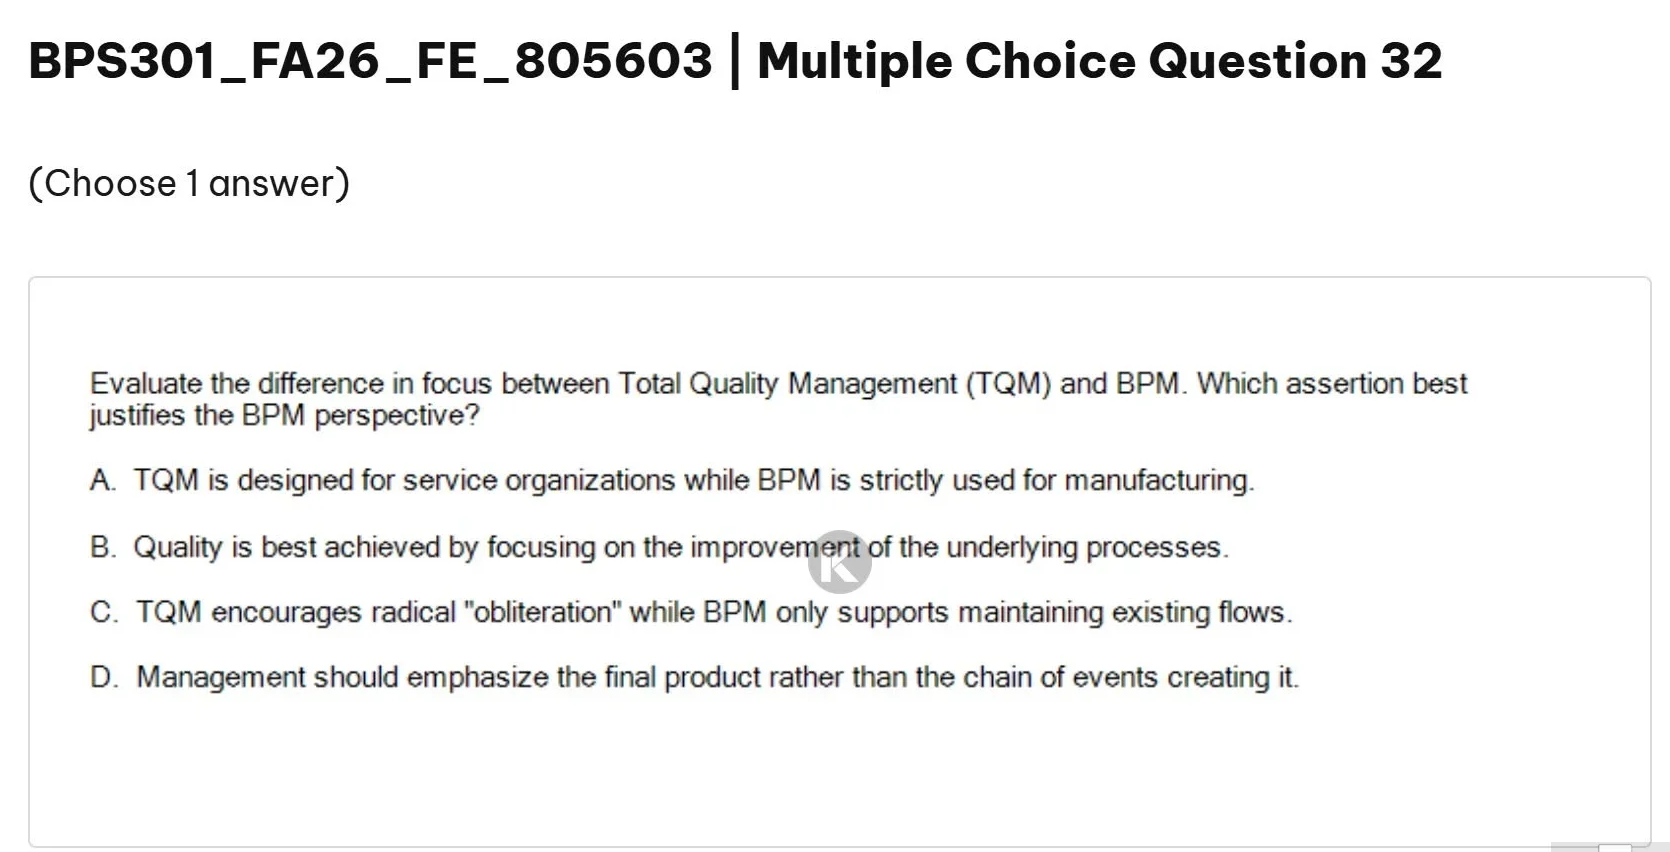 BPS301_FA26_FE_805603 | Multiple Choice Question 32
(Choose 1 answer)
Evaluate the difference in focus between Total Quality Management (TQM) and BPM. Which assertion best
justifies the BPM perspective?
A. TQM is designed for service organizations while BPM is strictly used for manufacturing.
B. Quality is best achieved by focusing on the improvement of the underlying processes.
K
C. TQM encourages radical "obliteration" while BPM only supports maintaining existing flows.
D. Management should emphasize the final product rather than the chain of events creating it.